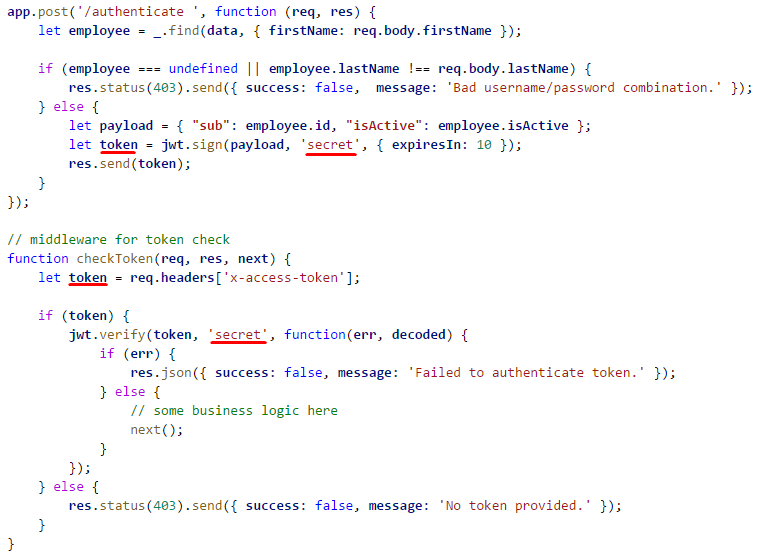 app.post('/authenticate ', function (req, res) {
    let employee = _.find(data, { firstName: req.body.firstName });

    if (employee === undefined || employee.lastName !== req.body.lastName) {
        res.status(403).send({ success: false,  message: 'Bad username/password combination.' });
    } else {
        let payload = { "sub": employee.id, "isActive": employee.isActive };
        let token = jwt.sign(payload, 'secret', { expiresIn: 10 });
        res.send(token);
    }
});

// middleware for token check
function checkToken(req, res, next) {
    let token = req.headers['x-access-token'];

    if (token) {
        jwt.verify(token, 'secret', function(err, decoded) {
            if (err) {
                res.json({ success: false, message: 'Failed to authenticate token.' });
            } else {
                // some business logic here
                next();
            }
        });
    } else {
        res.status(403).send({ success: false, message: 'No token provided.' });
    }
}